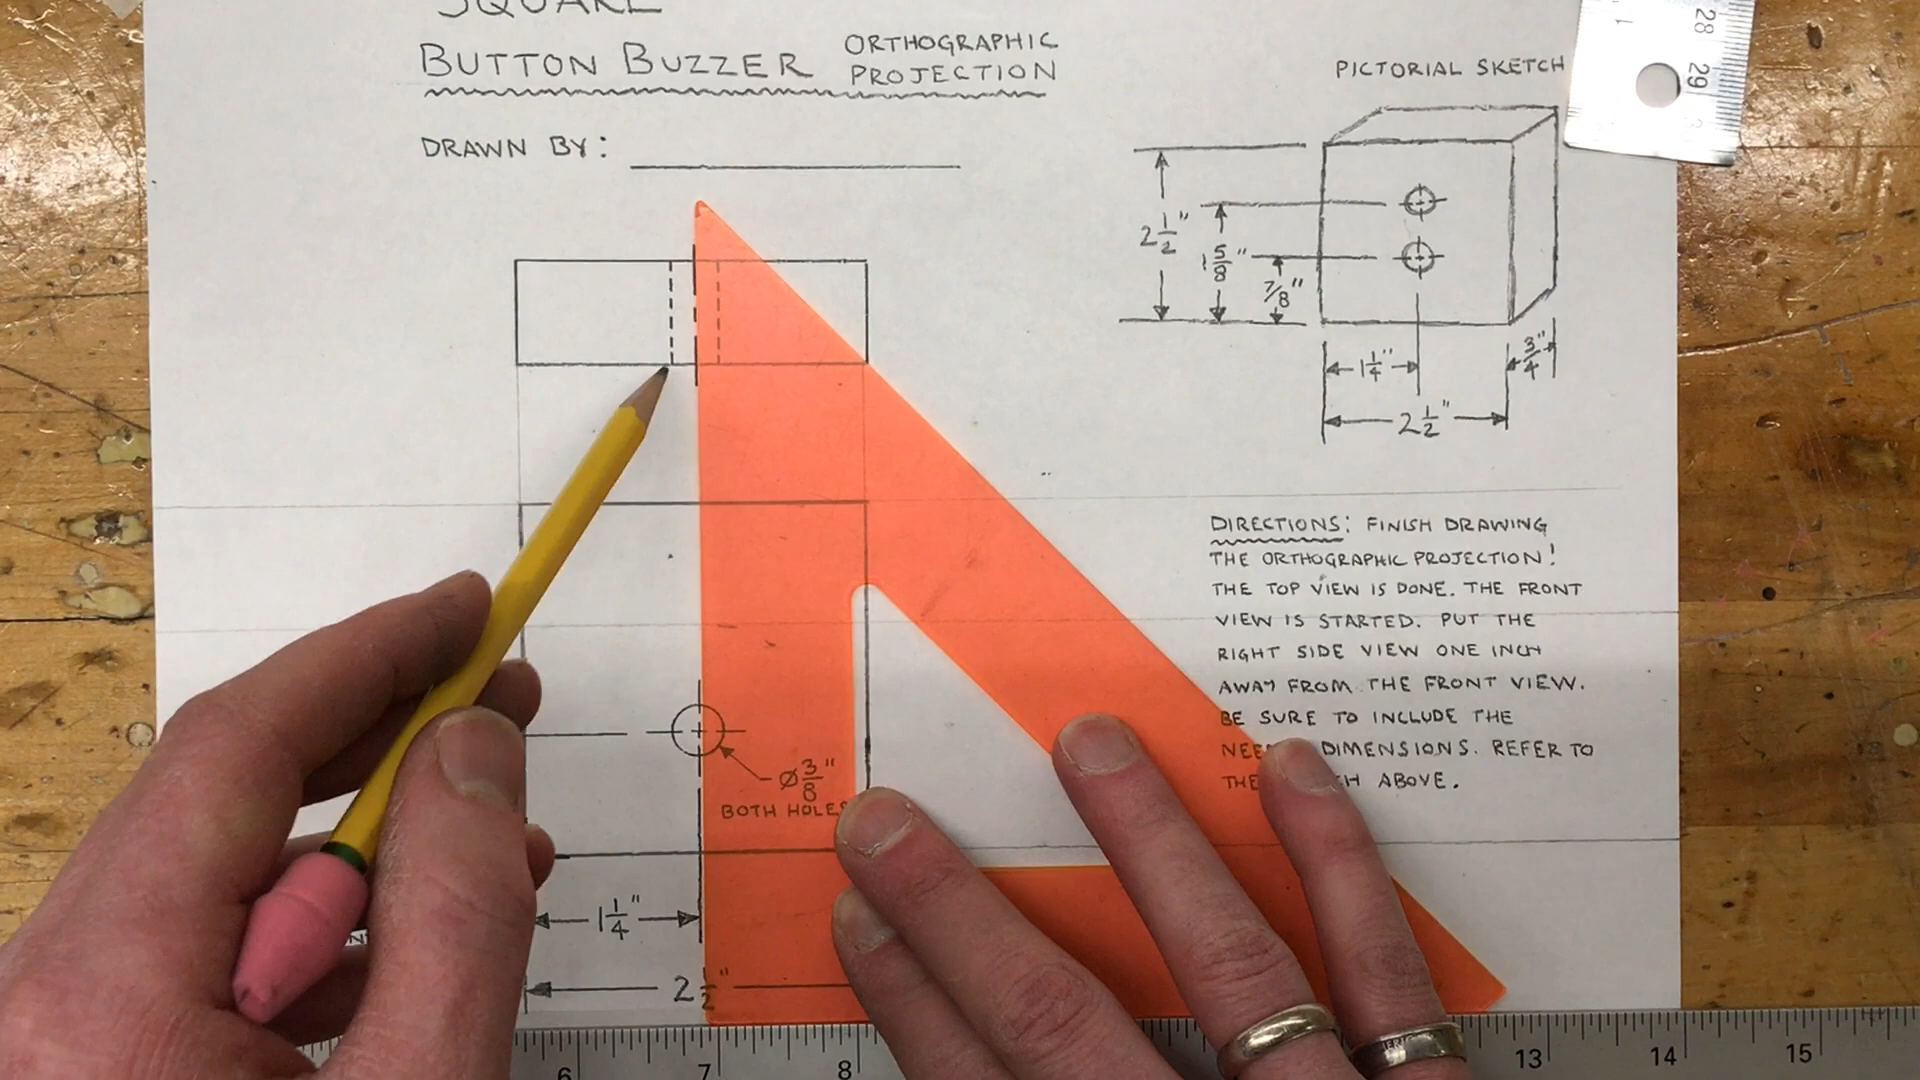 SQUARE
BUTTON BUZZER
ORTHOGRAPHIC
PROJECTION
DRAWN BY:
PICTORIAL SKETCH
2 1/2"
1 5/8"
7/8"
1 1/4"
3/4"
2 1/2"
DIRECTIONS: FINISH DRAWING
THE ORTHOGRAPHIC PROJECTION!
THE TOP VIEW IS DONE. THE FRONT
VIEW IS STARTED. PUT THE
RIGHT SIDE VIEW ONE INCH
AWAY FROM THE FRONT VIEW.
BE SURE TO INCLUDE THE
DIMENSIONS. REFER TO
ABOVE.
Ø 3/8"
BOTH HOLES
1 1/4"
2 1/2"
28
29
6
7
8
13
14
15